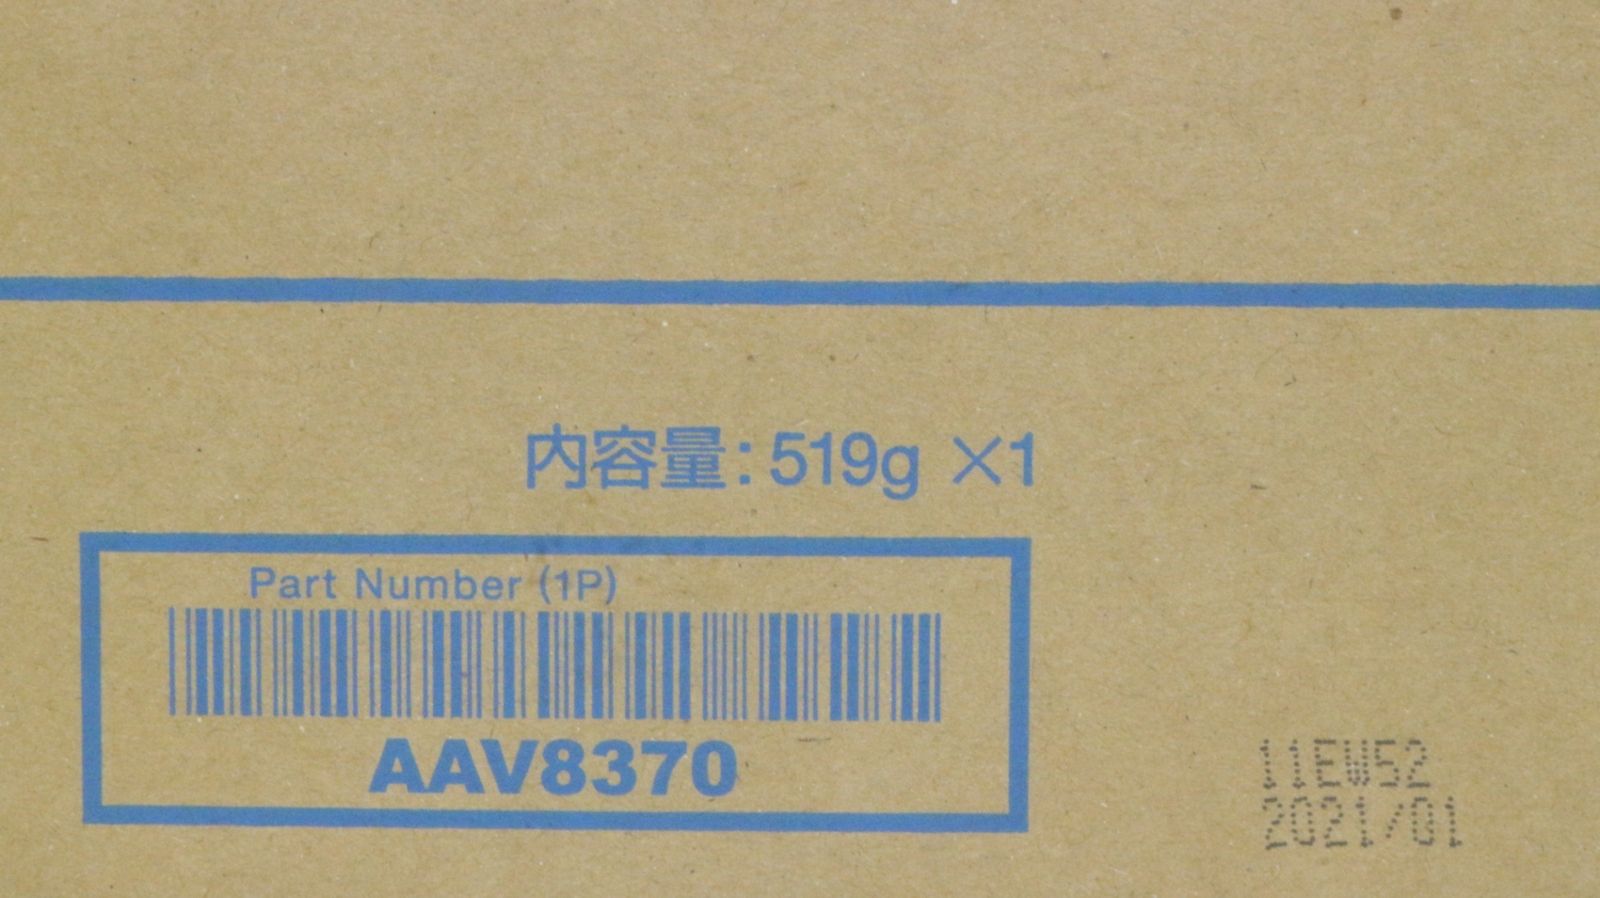 内容量:519g ×1
Part Number (1P)
AAV8370
11EW52
2021/01